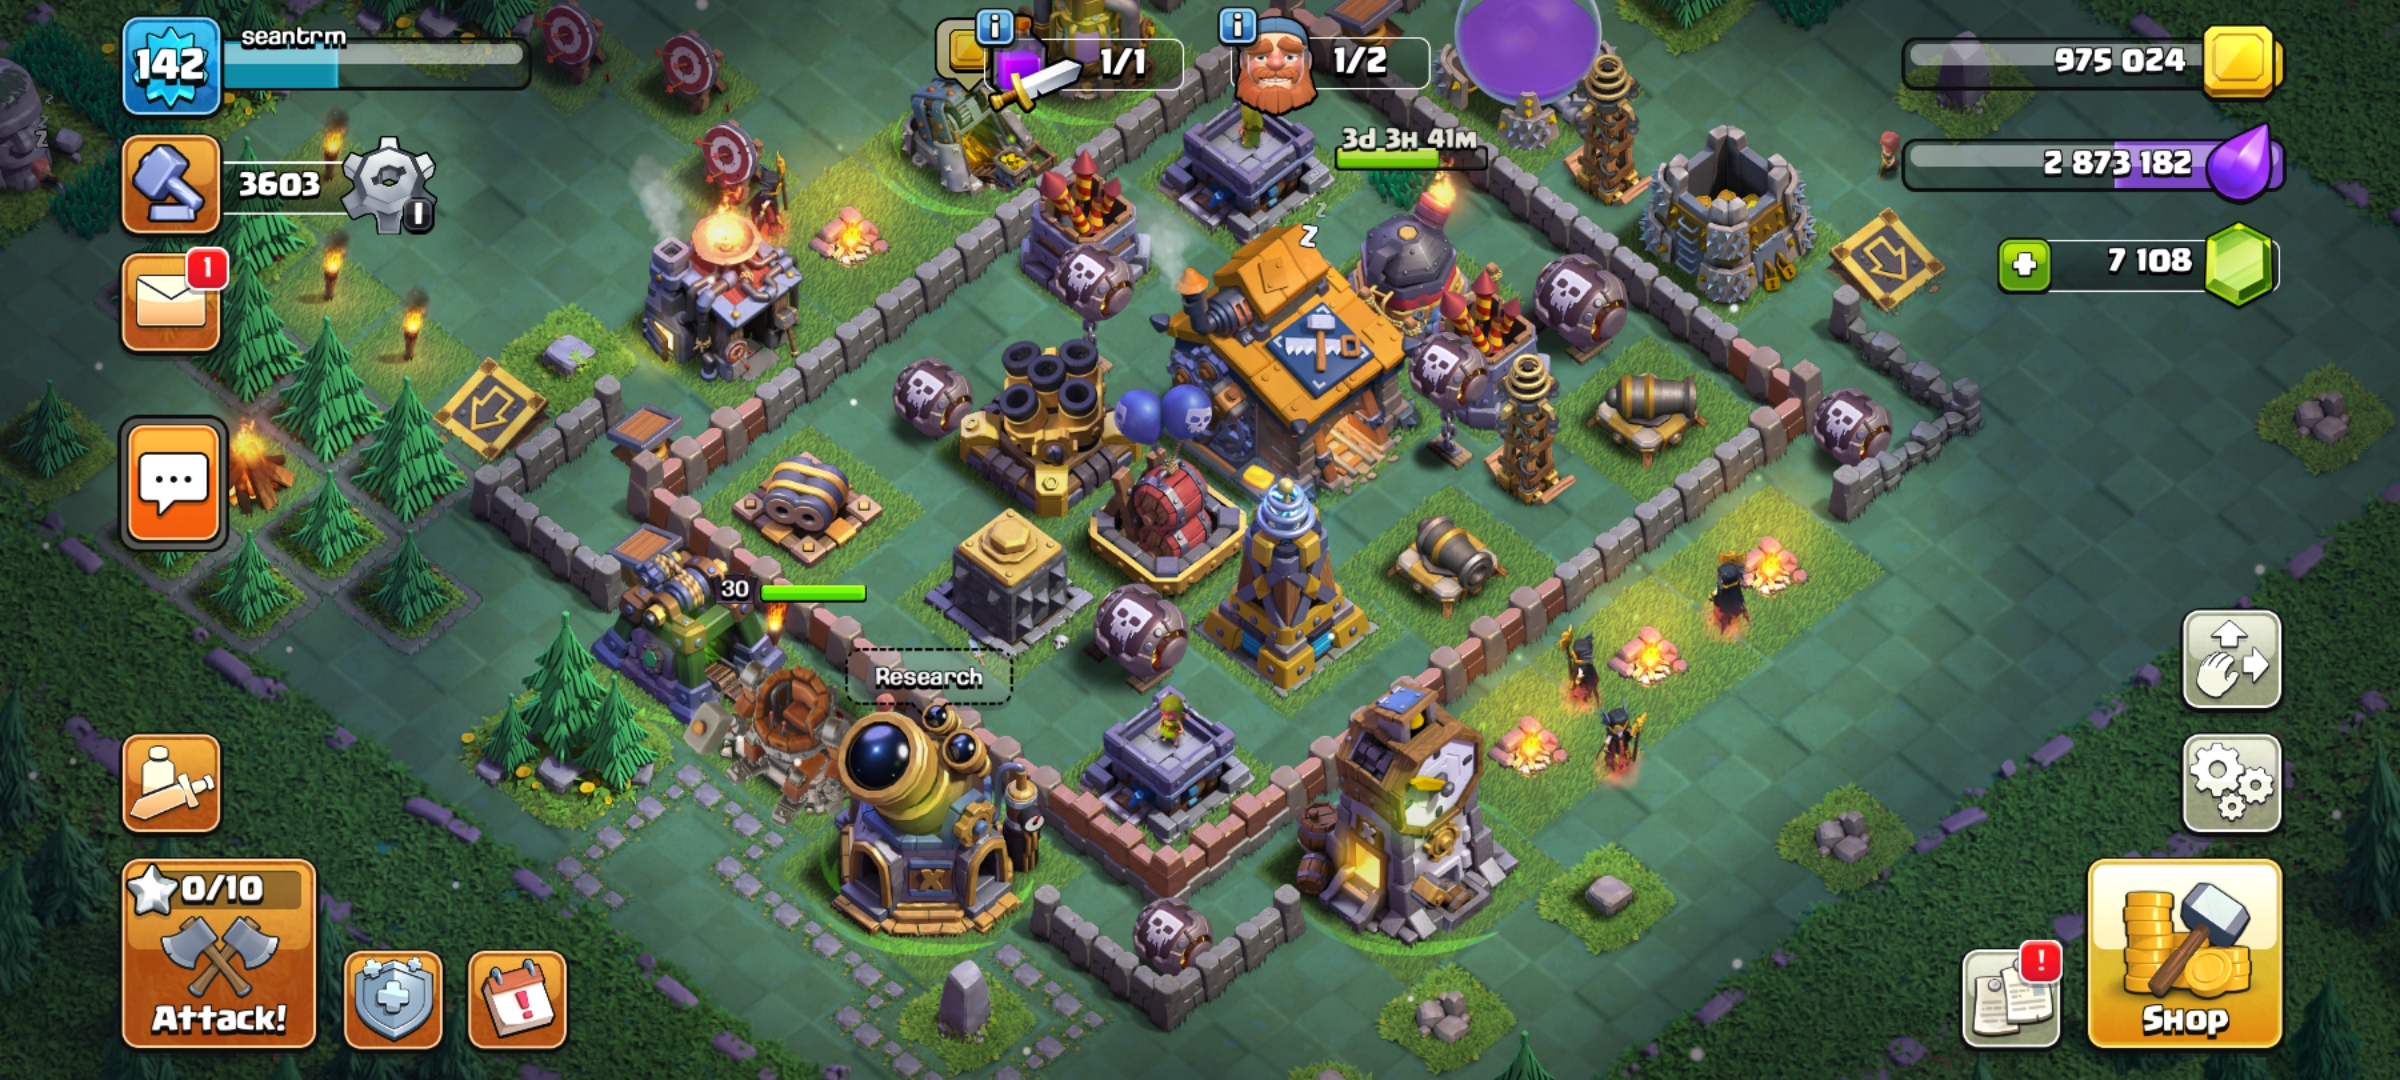 142
seantrm
i
1/1
i
1/2
975 024
3d 3H 41M
2 873 182
3603
I
7 108
1
Z
Z
30
Research
0/10
Attack!
!
!
Shop